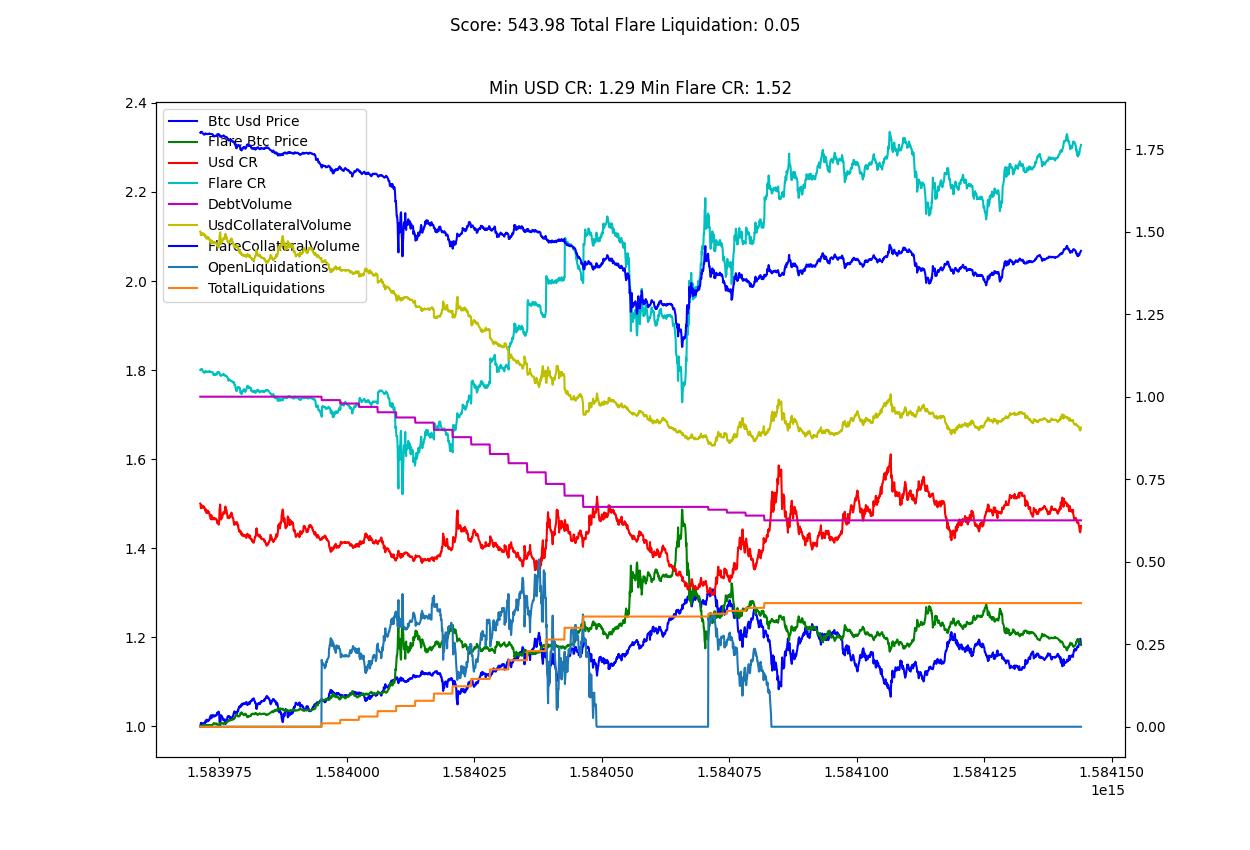 Score: 543.98 Total Flare Liquidation: 0.05
Min USD CR: 1.29 Min Flare CR: 1.52
Btc Usd Price
Flare Btc Price
Usd CR
Flare CR
DebtVolume
UsdCollateralVolume
FlareCollateralVolume
OpenLiquidations
TotalLiquidations
2.4
2.2
2.0
1.8
1.6
1.4
1.2
1.0
1.75
1.50
1.25
1.00
0.75
0.50
0.25
0.00
1.583975 1.584000 1.584025 1.584050 1.584075 1.584100 1.584125 1.584150
1e15